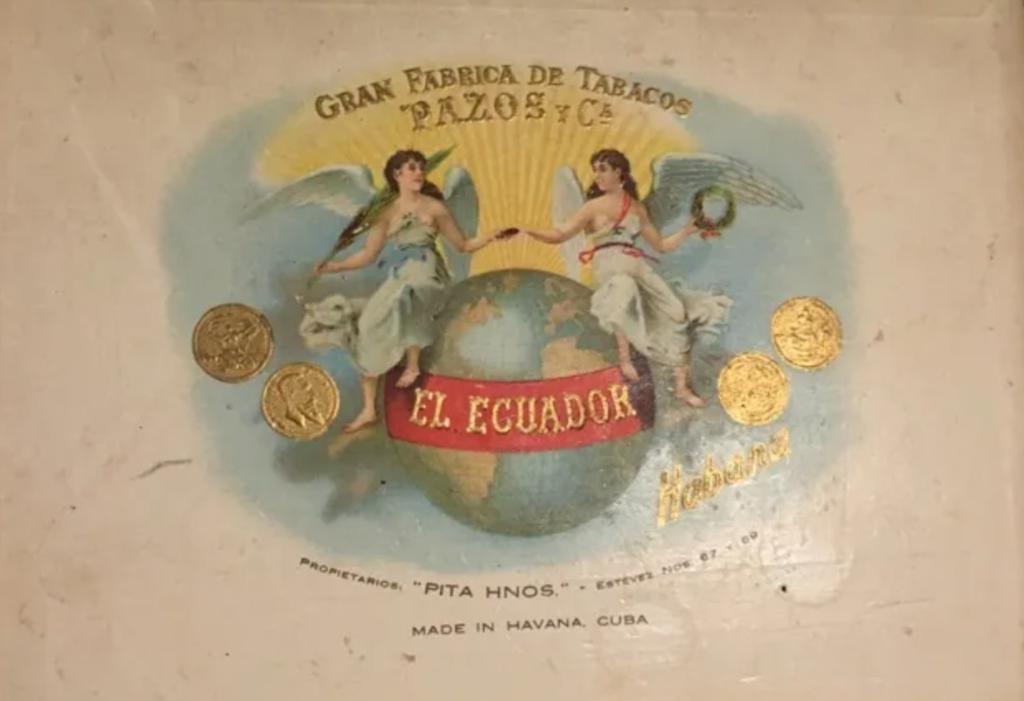 GRAN FABRICA DE TABACOS
PAZOS Y CA
EL ECUADOR
Habana
PROPIETARIOS: "PITA HNOS." - ESTEVEZ NOS. 67 Y 69
MADE IN HAVANA, CUBA